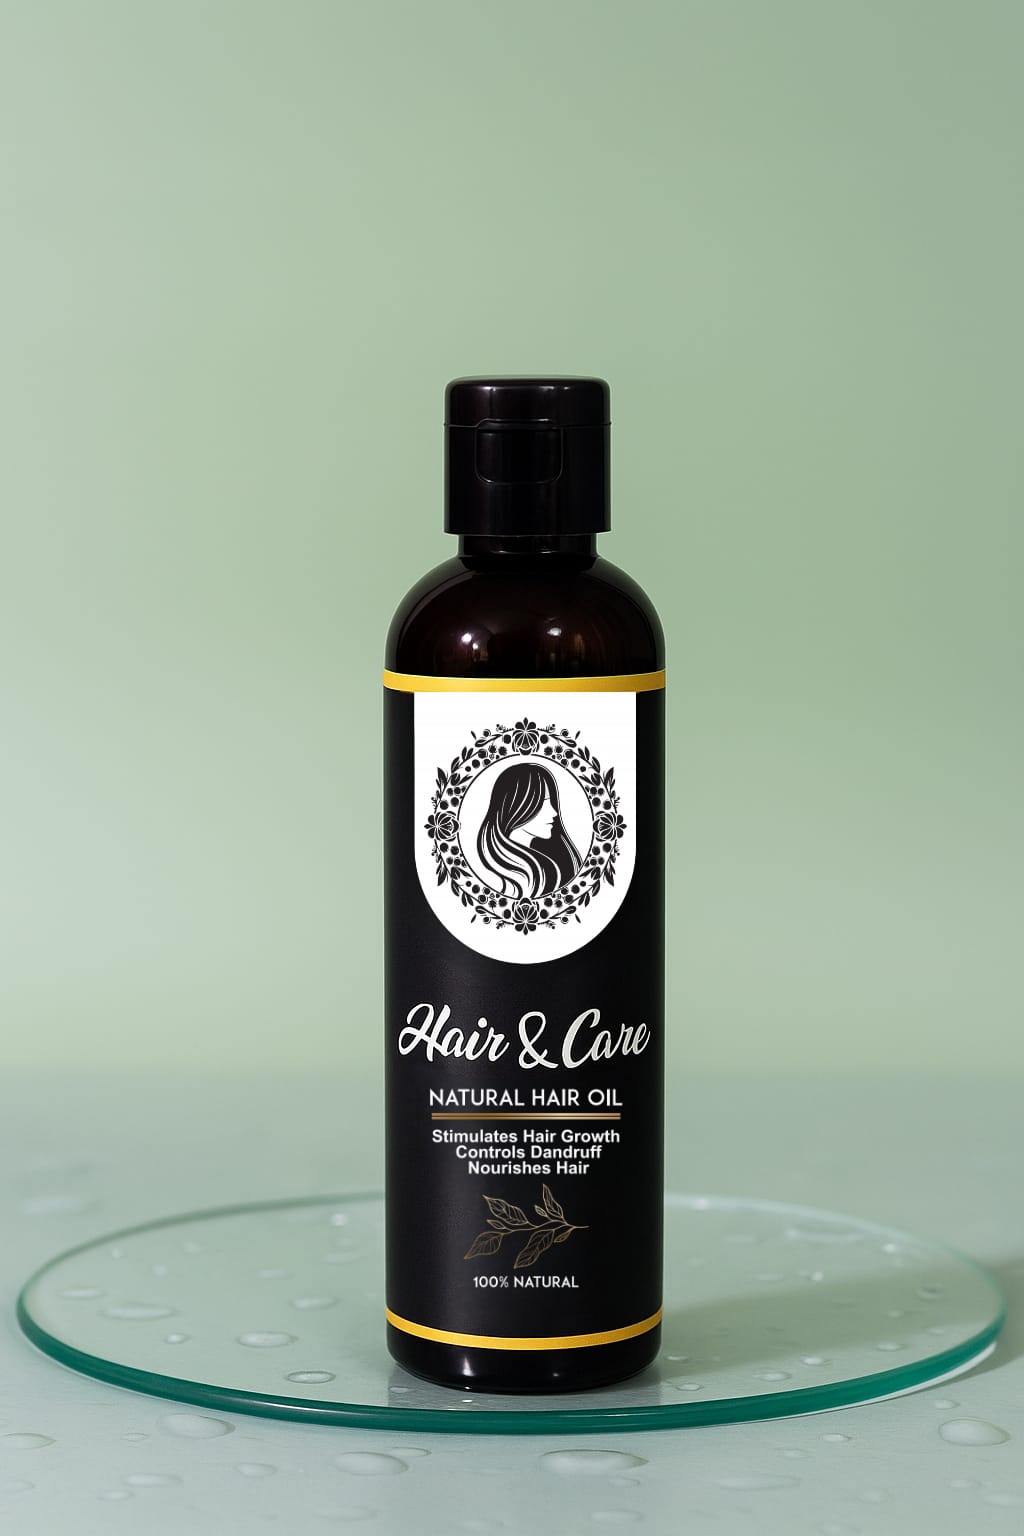 Hair & Care
NATURAL HAIR OIL
Stimulates Hair Growth
Controls Dandruff
Nourishes Hair
100% NATURAL